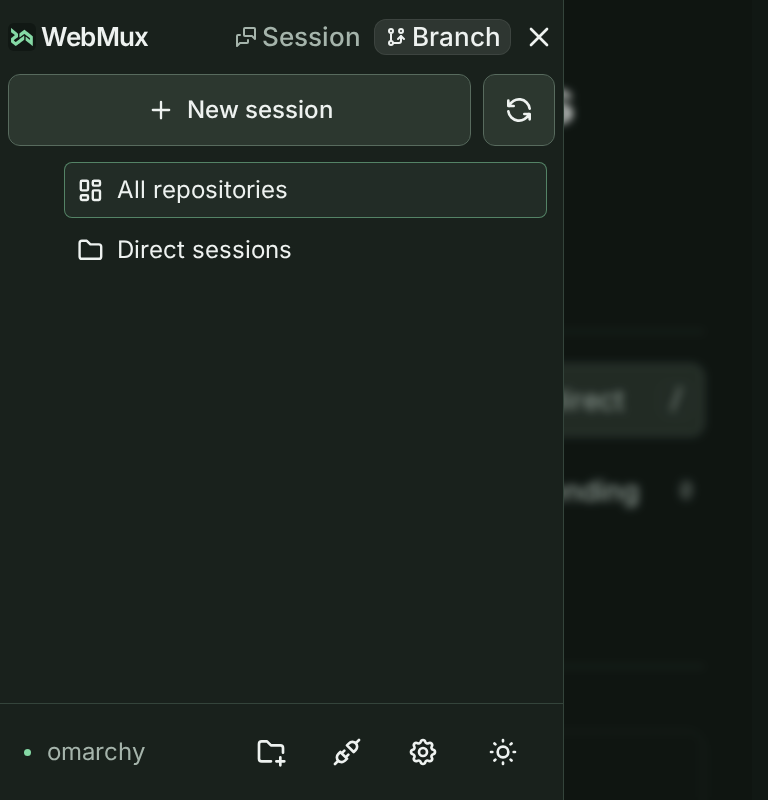 WebMux Session Branch
New session
All repositories
Direct sessions
omarchy